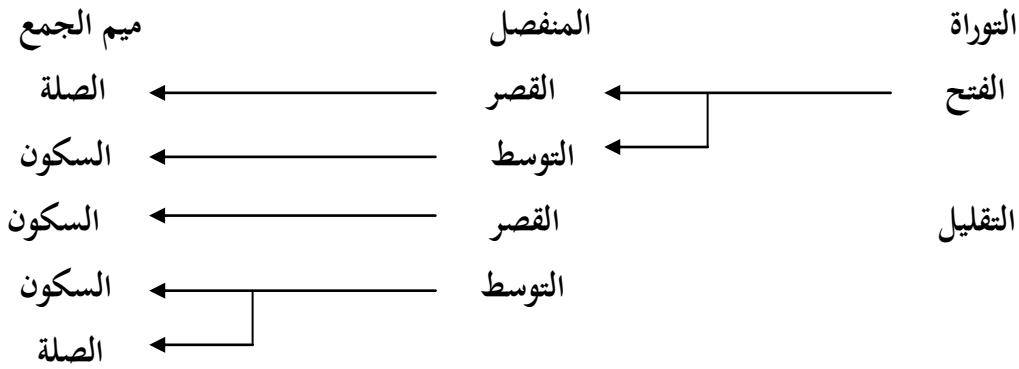 التوراة المنفصل ميم الجمع
الفتح القصر الصلة
التوسط السكون
التقليل القصر السكون
التوسط السكون
الصلة